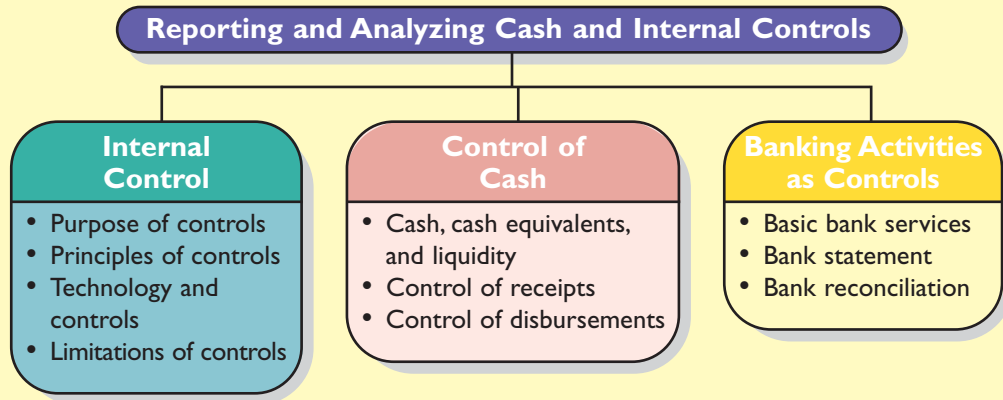 Reporting and Analyzing Cash and Internal Controls
Internal
Control
• Purpose of controls
• Principles of controls
• Technology and
controls
• Limitations of controls
Control of
Cash
• Cash, cash equivalents,
and liquidity
• Control of receipts
• Control of disbursements
Banking Activities
as Controls
• Basic bank services
• Bank statement
• Bank reconciliation